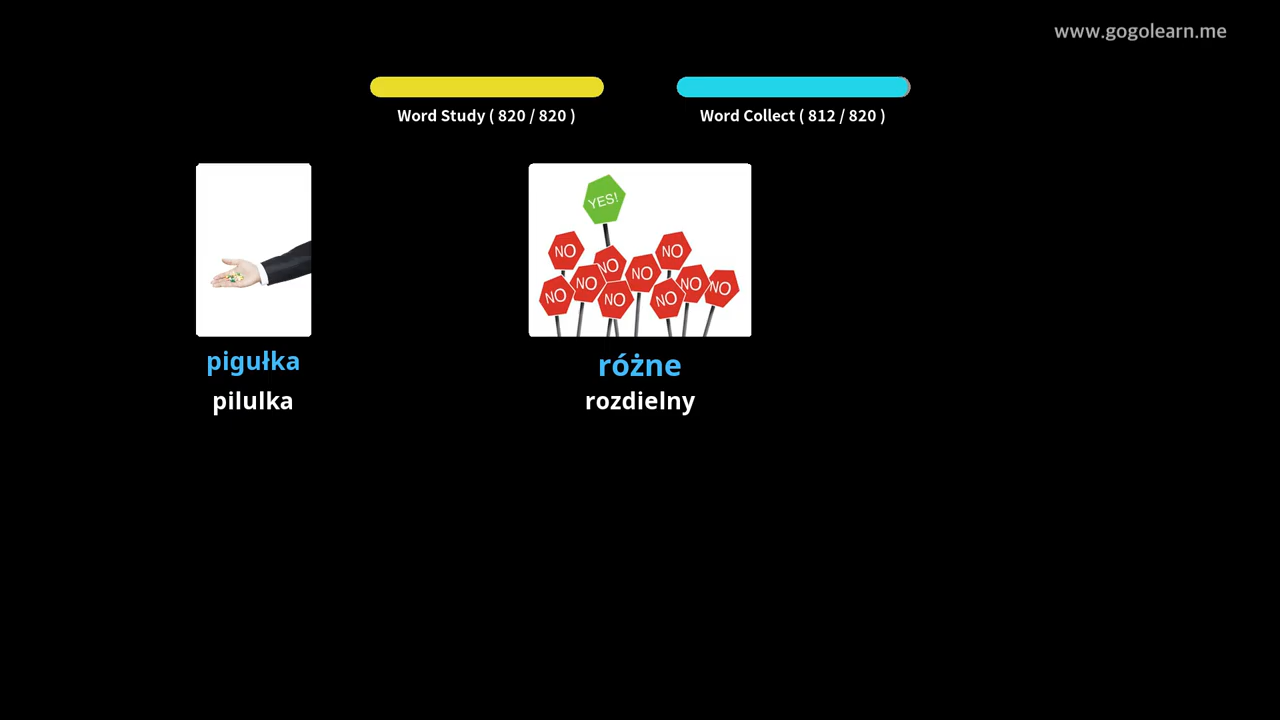 www.gogolearn.me
Word Study ( 820 / 820 )
Word Collect ( 812 / 820 )
YES!
NO
NO
NO
NO
NO
NO
NO
NO
NO
NO
pigułka
różne
pilulka
rozdielny